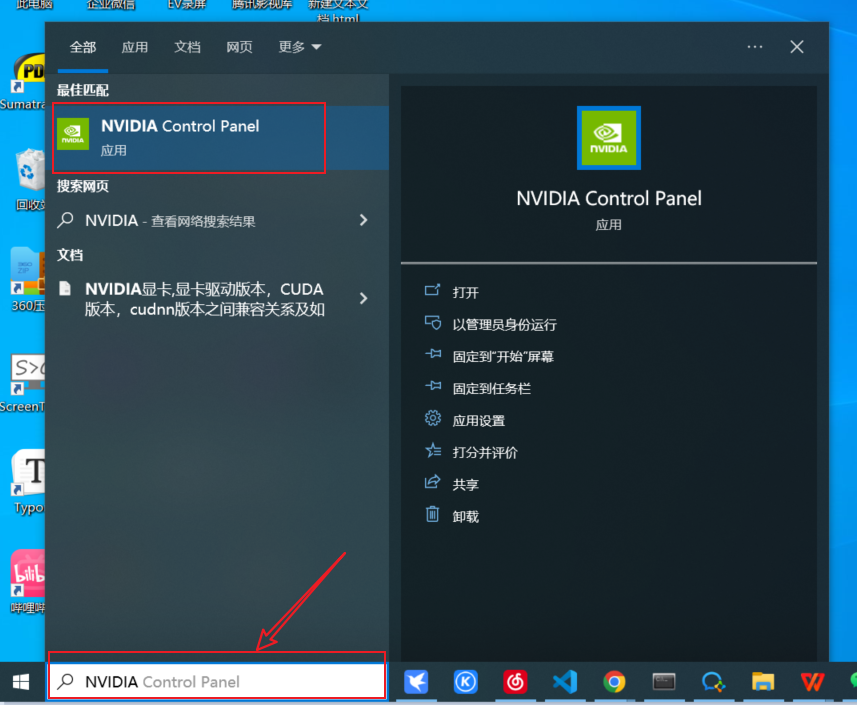 此电脑
企业微信
EV录屏
腾讯影视库
新建文本文
档.html
全部
应用
文档
网页
更多
最佳匹配
NVIDIA Control Panel
应用
搜索网页
NVIDIA - 查看网络搜索结果
文档
NVIDIA显卡,显卡驱动版本，CUDA
版本，cudnn版本之间兼容关系及如
NVIDIA Control Panel
应用
打开
以管理员身份运行
固定到"开始"屏幕
固定到任务栏
应用设置
打分并评价
共享
卸载
Sumatra
回收
360压
ScreenT
Typo
哔哩哔
NVIDIA Control Panel